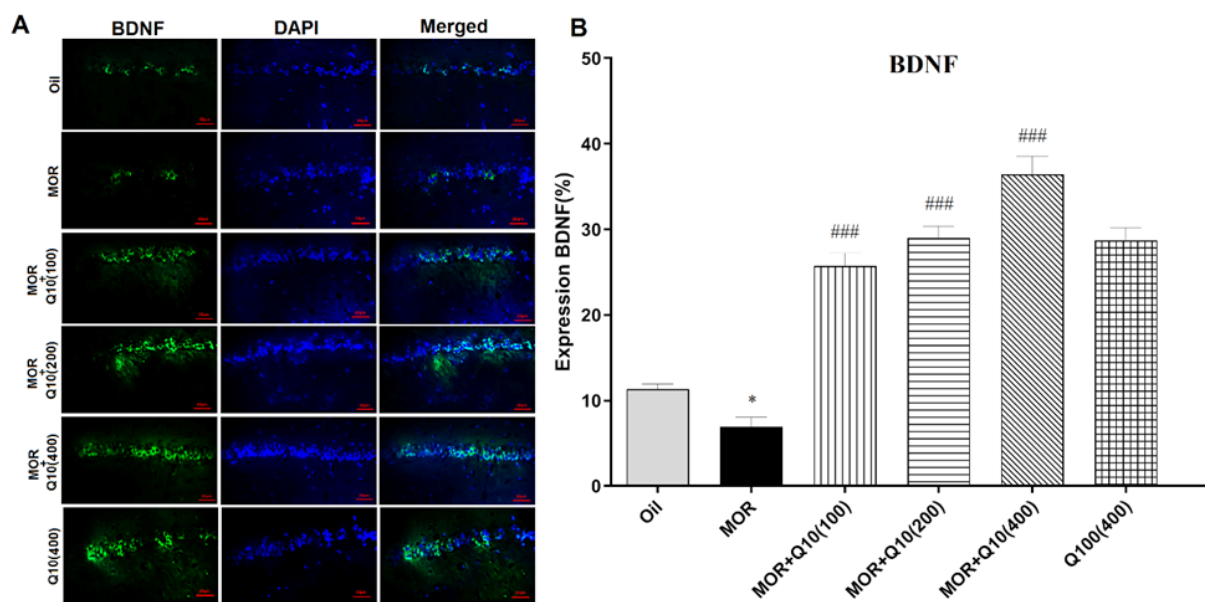 A
BDNF
DAPI
Merged
Oil
MOR
MOR
+
Q10(100)
MOR
+
Q10(200)
MOR
+
Q10(400)
Q10(400)
B
BDNF
Expression BDNF(%)
50
40
30
20
10
0
*
###
###
###
Oil
MOR
MOR+Q10(100)
MOR+Q10(200)
MOR+Q10(400)
Q100(400)